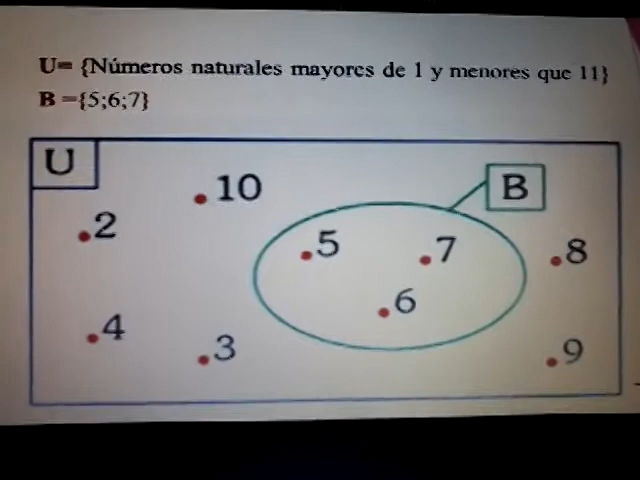 U= {Números naturales mayores de 1 y menores que 11}
B ={5;6;7}
U
.10
B
.2
.5
.7
.8
.6
.4
.3
.9